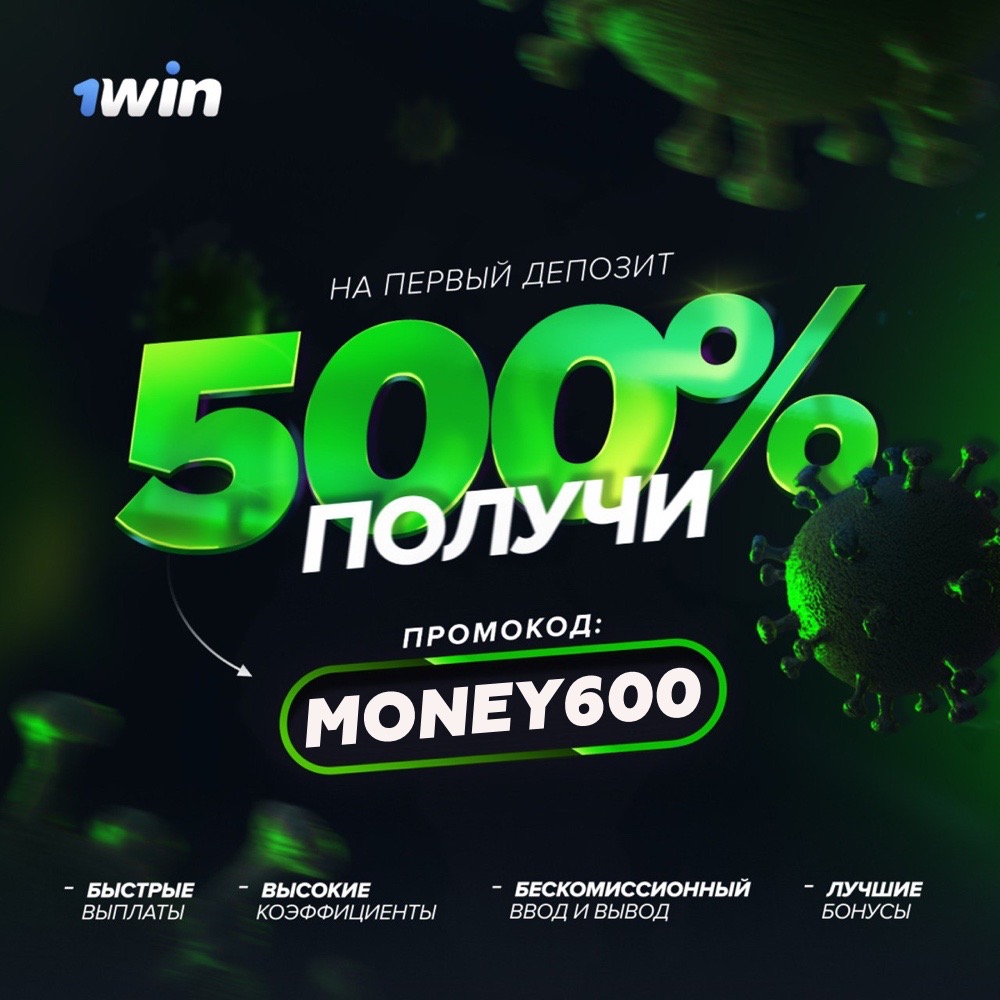 1win
НА ПЕРВЫЙ ДЕПОЗИТ
500%
ПОЛУЧИ
ПРОМОКОД:
MONEY600
- БЫСТРЫЕ ВЫПЛАТЫ
- ВЫСОКИЕ КОЭФФИЦИЕНТЫ
- БЕСКОМИССИОННЫЙ ВВОД И ВЫВОД
- ЛУЧШИЕ БОНУСЫ